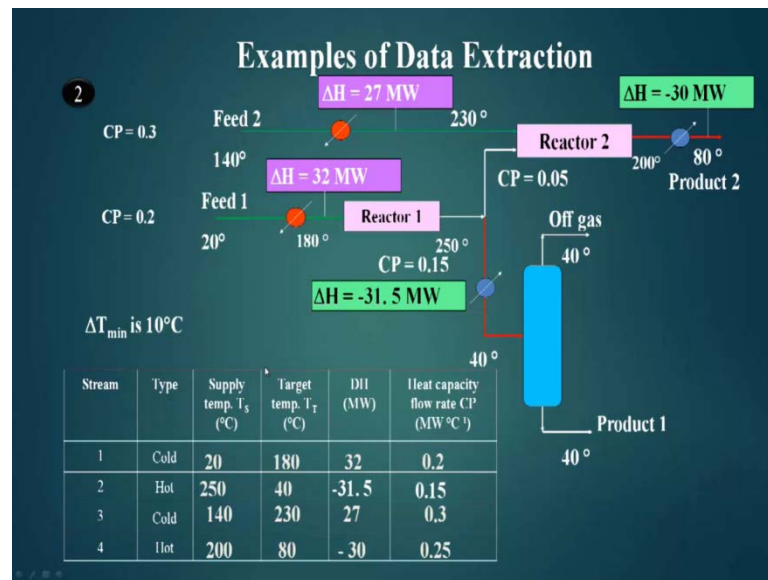 Examples of Data Extraction
2
ΔH = 27 MW
ΔH = -30 MW
CP = 0.3
Feed 2
230°
Reactor 2
140°
200°
80 °
Product 2
ΔH = 32 MW
CP = 0.05
Feed 1
CP = 0.2
Reactor 1
Off gas
20°
180 °
250 °
40 °
CP = 0.15
ΔH = -31. 5 MW
ΔTmin is 10°C
40 °
Stream Type Supply temp. TS (°C) Target temp. TT (°C) DH (MW) Heat capacity flow rate CP (MW °C-1)
1 Cold 20 180 32 0.2
2 Hot 250 40 -31. 5 0.15
3 Cold 140 230 27 0.3
4 Hot 200 80 - 30 0.25
Product 1
40 °